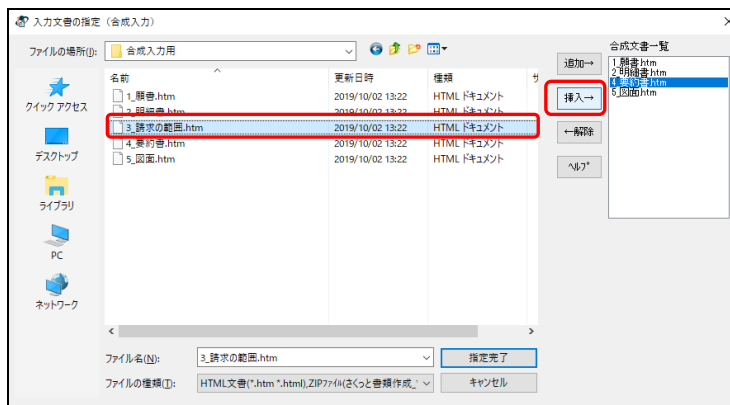 入力文書の指定（合成入力）
ファイルの場所(I):
合成入力用
名前
更新日時
種類
サ
1_願書.htm 2019/10/02 13:22 HTML ドキュメント
2_明細書.htm 2019/10/02 13:22 HTML ドキュメント
3_請求の範囲.htm 2019/10/02 13:22 HTML ドキュメント
4_要約書.htm 2019/10/02 13:22 HTML ドキュメント
5_図面.htm 2019/10/02 13:22 HTML ドキュメント
クイック アクセス
デスクトップ
ライブラリ
PC
ネットワーク
ファイル名(N):
3_請求の範囲.htm
指定完了
ファイルの種類(T):
HTML文書(*.htm *.html),ZIPファイル(さくっと書類作成_
キャンセル
追加→
挿入→
←解除
ヘルプ
合成文書一覧
1_願書.htm
2_明細書.htm
4_要約書.htm
5_図面.htm